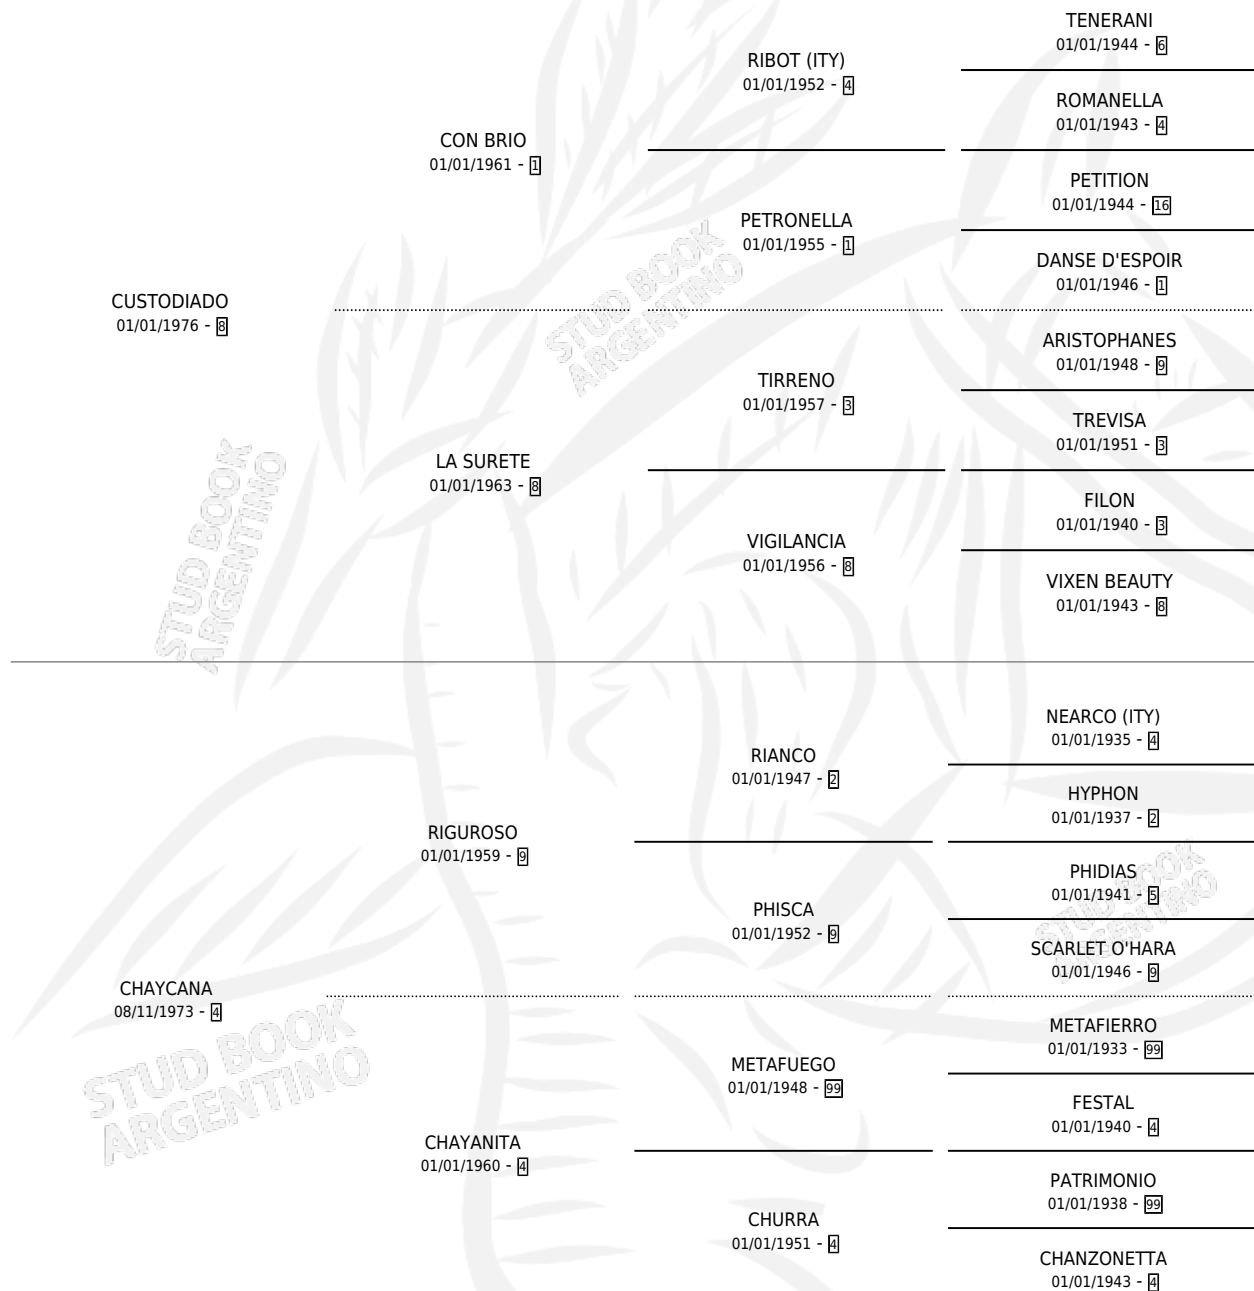 TENERANI
01/01/1944 - 6
RIBOT (ITY)
01/01/1952 - 4
ROMANELLA
01/01/1943 - 4
CON BRIO
01/01/1961 - 1
PETITION
01/01/1944 - 16
PETRONELLA
01/01/1955 - 1
DANSE D'ESPOIR
01/01/1946 - 1
CUSTODIADO
01/01/1976 - 8
ARISTOPHANES
01/01/1948 - 9
TIRRENO
01/01/1957 - 3
TREVISA
01/01/1951 - 3
LA SURETE
01/01/1963 - 8
FILON
01/01/1940 - 3
VIGILANCIA
01/01/1956 - 8
VIXEN BEAUTY
01/01/1943 - 8
NEARCO (ITY)
01/01/1935 - 4
RIANCO
01/01/1947 - 2
HYPHON
01/01/1937 - 2
RIGUROSO
01/01/1959 - 9
PHIDIAS
01/01/1941 - 5
PHISCA
01/01/1952 - 9
SCARLET O'HARA
01/01/1946 - 9
CHAYCANA
08/11/1973 - 4
METAFIERRO
01/01/1933 - 99
METAFUEGO
01/01/1948 - 99
FESTAL
01/01/1940 - 4
CHAYANITA
01/01/1960 - 4
PATRIMONIO
01/01/1938 - 99
CHURRA
01/01/1951 - 4
CHANZONETTA
01/01/1943 - 4
STUD BOOK
ARGENTINO
STUD BOOK
ARGENTINO
STUD BOOK
ARGENTINO
STUD BOOK
ARGENTINO